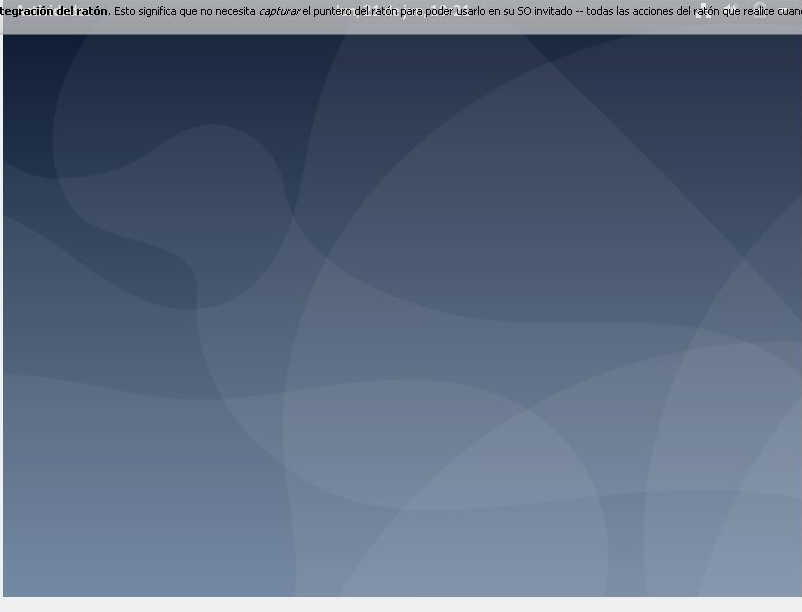 tegración del ratón. Esto significa que no necesita capturar el puntero del ratón para poder usarlo en su SO invitado -- todas las acciones del ratón que realice cuan